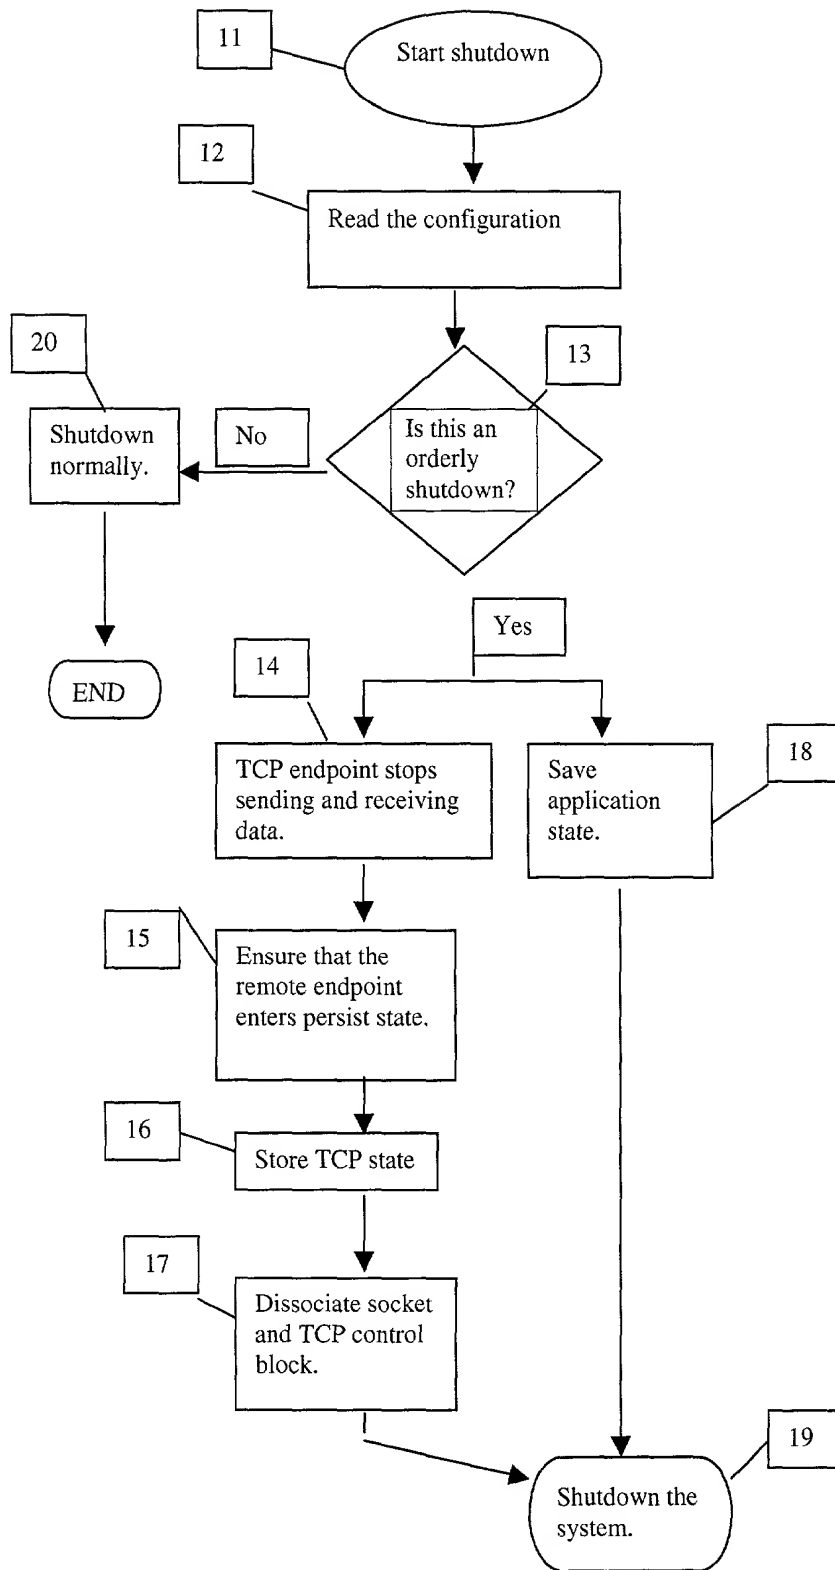 11
Start shutdown
12
Read the configuration
20
13
Shutdown
normally.
No
Is this an
orderly
shutdown?
Yes
14
END
TCP endpoint stops
sending and receiving
data.
Save
application
state.
18
15
Ensure that the
remote endpoint
enters persist state.
16
Store TCP state
17
Dissociate socket
and TCP control
block.
19
Shutdown the
system.